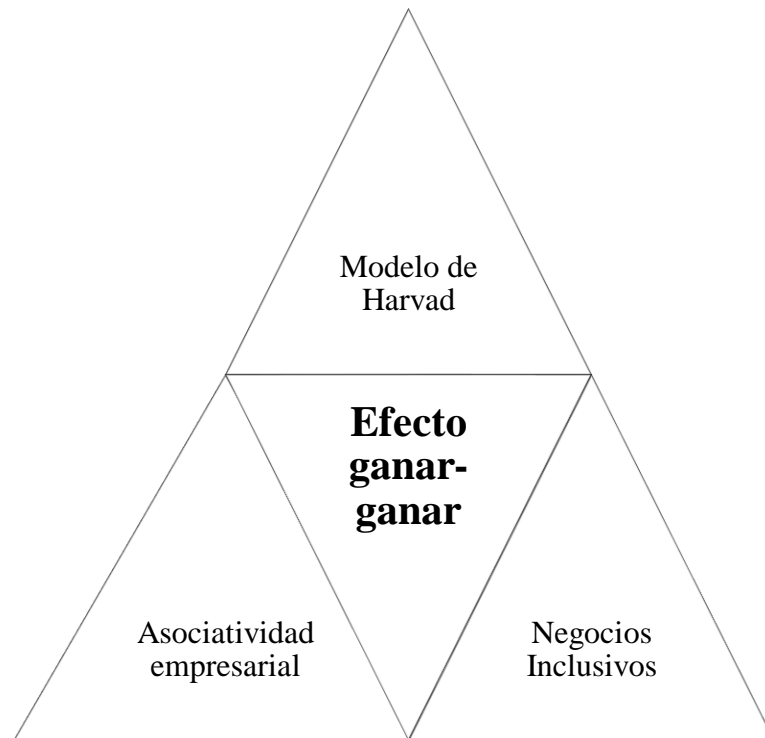 Modelo de
Harvad
Efecto
ganar-
ganar
Asociatividad
empresarial
Negocios
Inclusivos